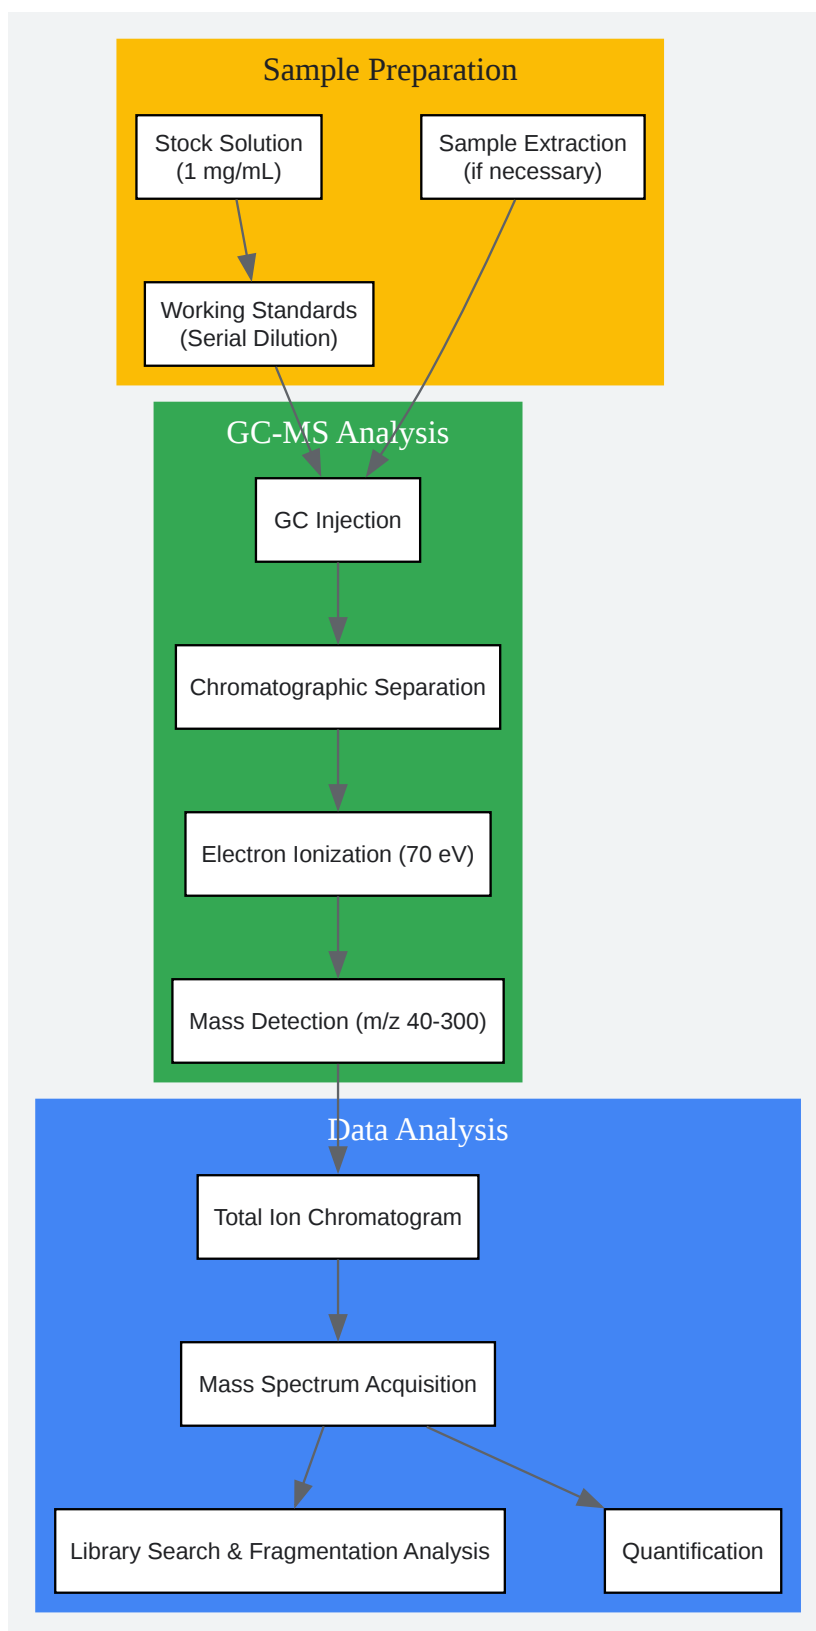 Sample Preparation
Stock Solution
(1 mg/mL)
Sample Extraction
(if necessary)
Working Standards
(Serial Dilution)
GC-MS Analysis
GC Injection
Chromatographic Separation
Electron Ionization (70 eV)
Mass Detection (m/z 40-300)
Data Analysis
Total Ion Chromatogram
Mass Spectrum Acquisition
Library Search & Fragmentation Analysis
Quantification